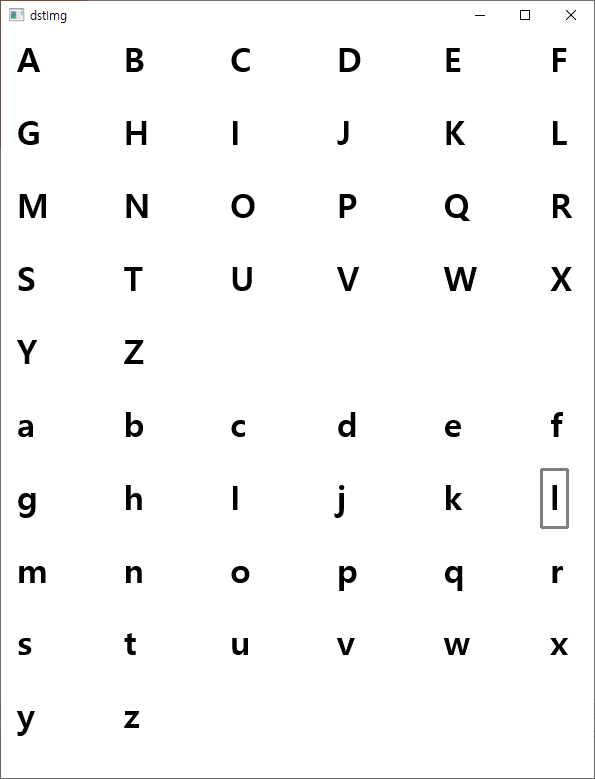 dstImg
A B C D E F
G H I J K L
M N O P Q R
S T U V W X
Y Z
a b c d e f
g h I j k l
m n o p q r
s t u v w x
y z